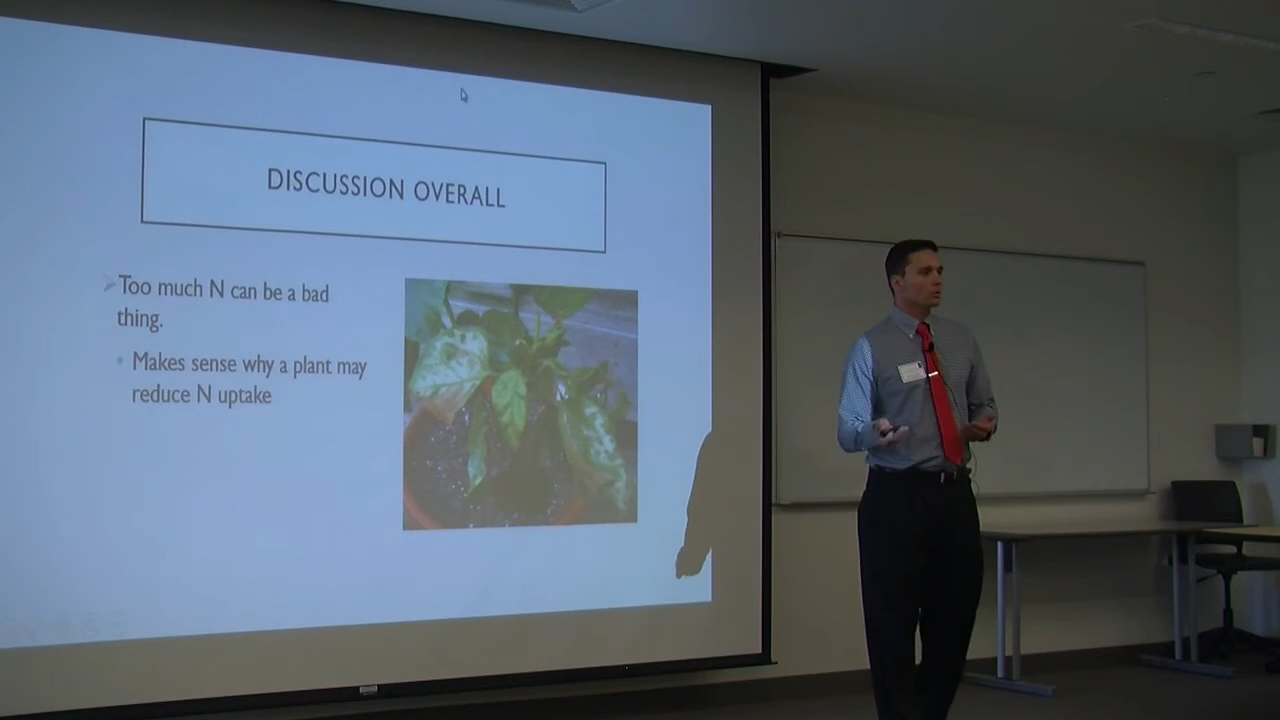 DISCUSSION OVERALL
Too much N can be a bad
thing.
Makes sense why a plant may
reduce N uptake